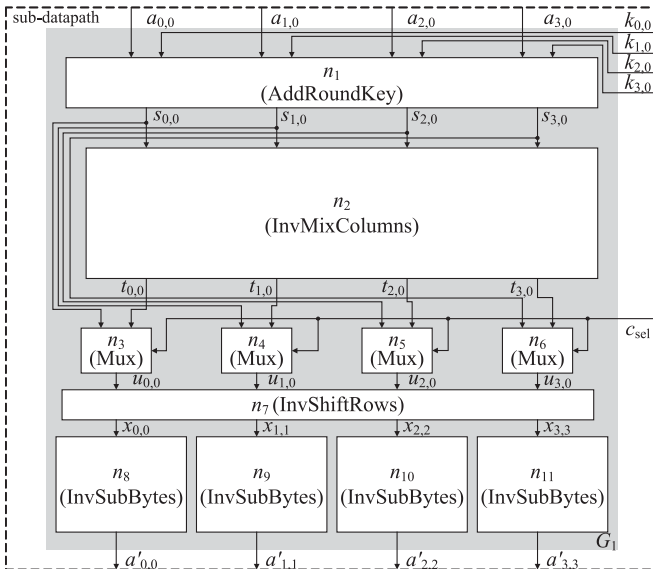 sub-datapath a0,0 a1,0 a2,0 a3,0 k0,0
k1,0
k2,0
k3,0
n1
(AddRoundKey)
s0,0 s1,0 s2,0 s3,0
n2
(InvMixColumns)
t0,0 t1,0 t2,0 t3,0
csel
n3 n4 n5 n6
(Mux) (Mux) (Mux) (Mux)
u0,0 u1,0 u2,0 u3,0
n7 (InvShiftRows)
x0,0 x1,1 x2,2 x3,3
n8 n9 n10 n11
(InvSubBytes) (InvSubBytes) (InvSubBytes) (InvSubBytes)
G1
a'0,0 a'1,1 a'2,2 a'3,3